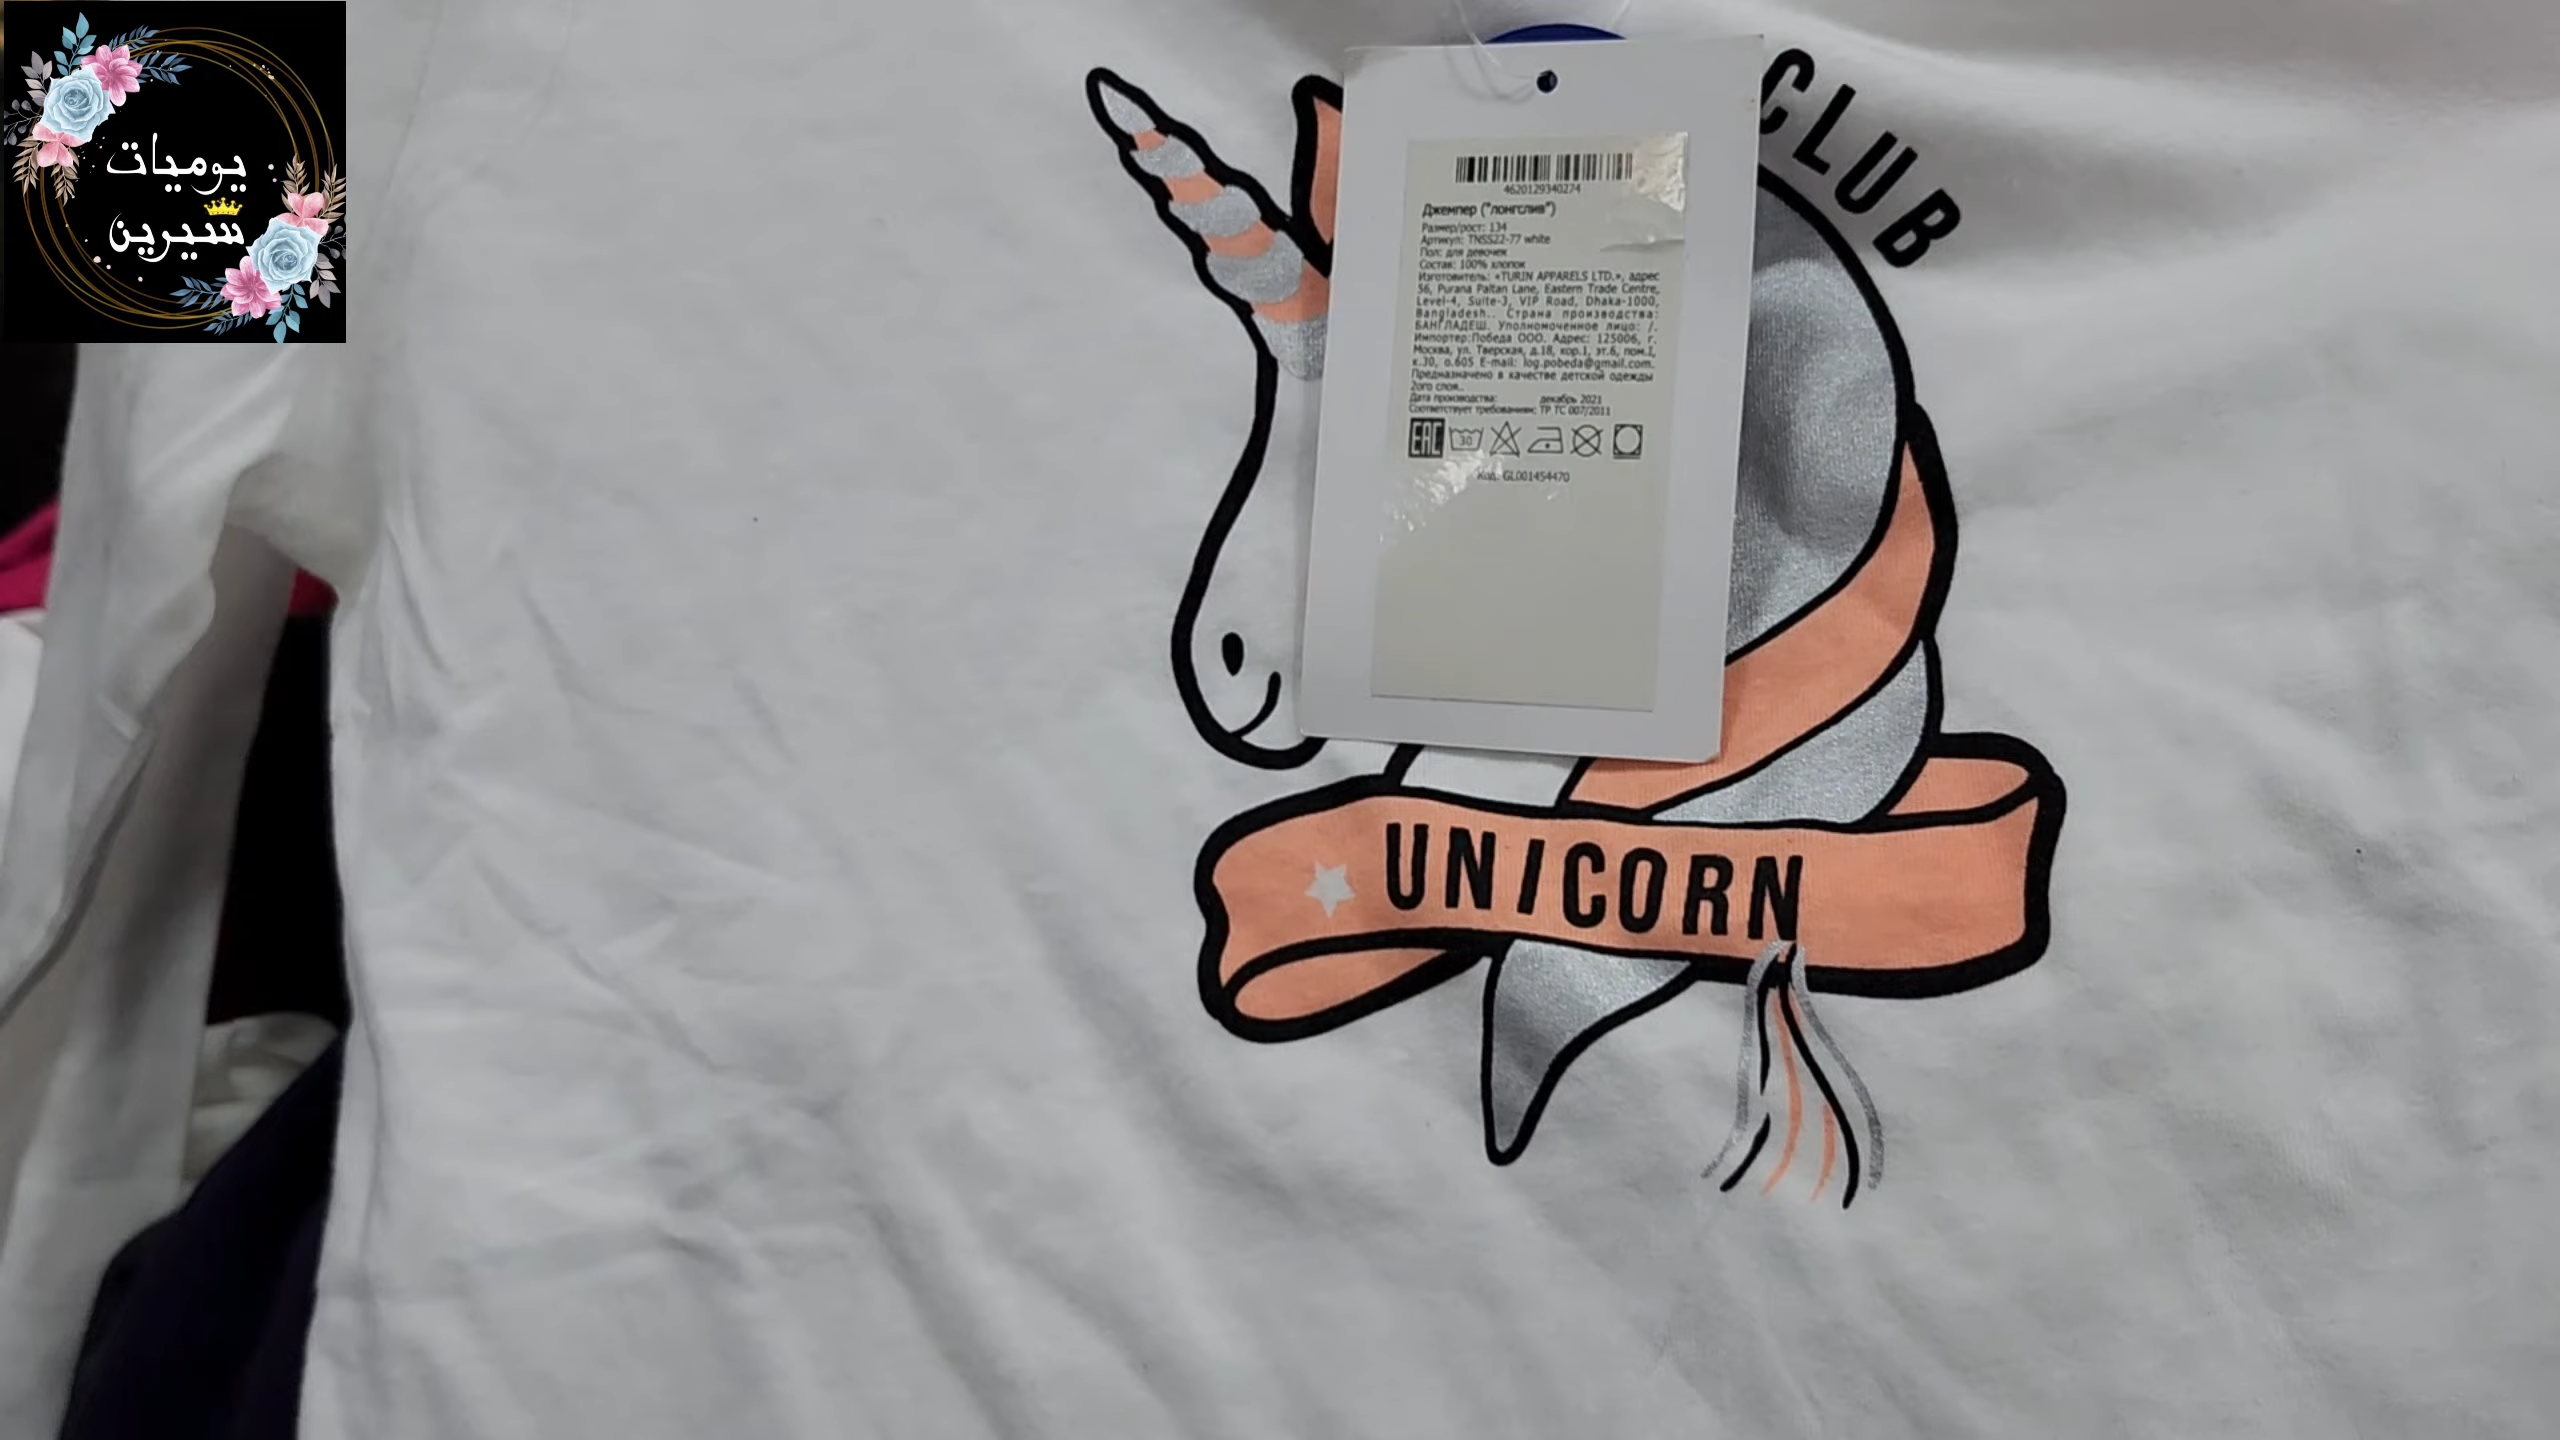 يوميات
سيرين
CLUB
4620129340274
Джемпер ("лонгслив")
Размер/рост: 134
Артикул: TNSS22-77 white
Пол: для девочек
Состав: 100% хлопок
Изготовитель: «TURIN APPARELS LTD.», адрес
56, Purana Paltan Lane, Eastern Trade Centre,
Level-4, Suite-3, VIP Road, Dhaka-1000,
Bangladesh.. Страна производства:
БАНГЛАДЕШ. Уполномоченное лицо: /.
Импортер:Победа ООО. Адрес: 125006, г.
Москва, ул. Тверская, д.18, кор.1, эт.6, пом.I,
к.30, о.605 E-mail: log.pobeda@gmail.com.
Предназначено в качестве детской одежды
2ого слоя..
Дата производства: декабрь 2021
Соответствует требованиям: ТР ТС 007/2011
EAC 30
Код: GL001454470
UNICORN